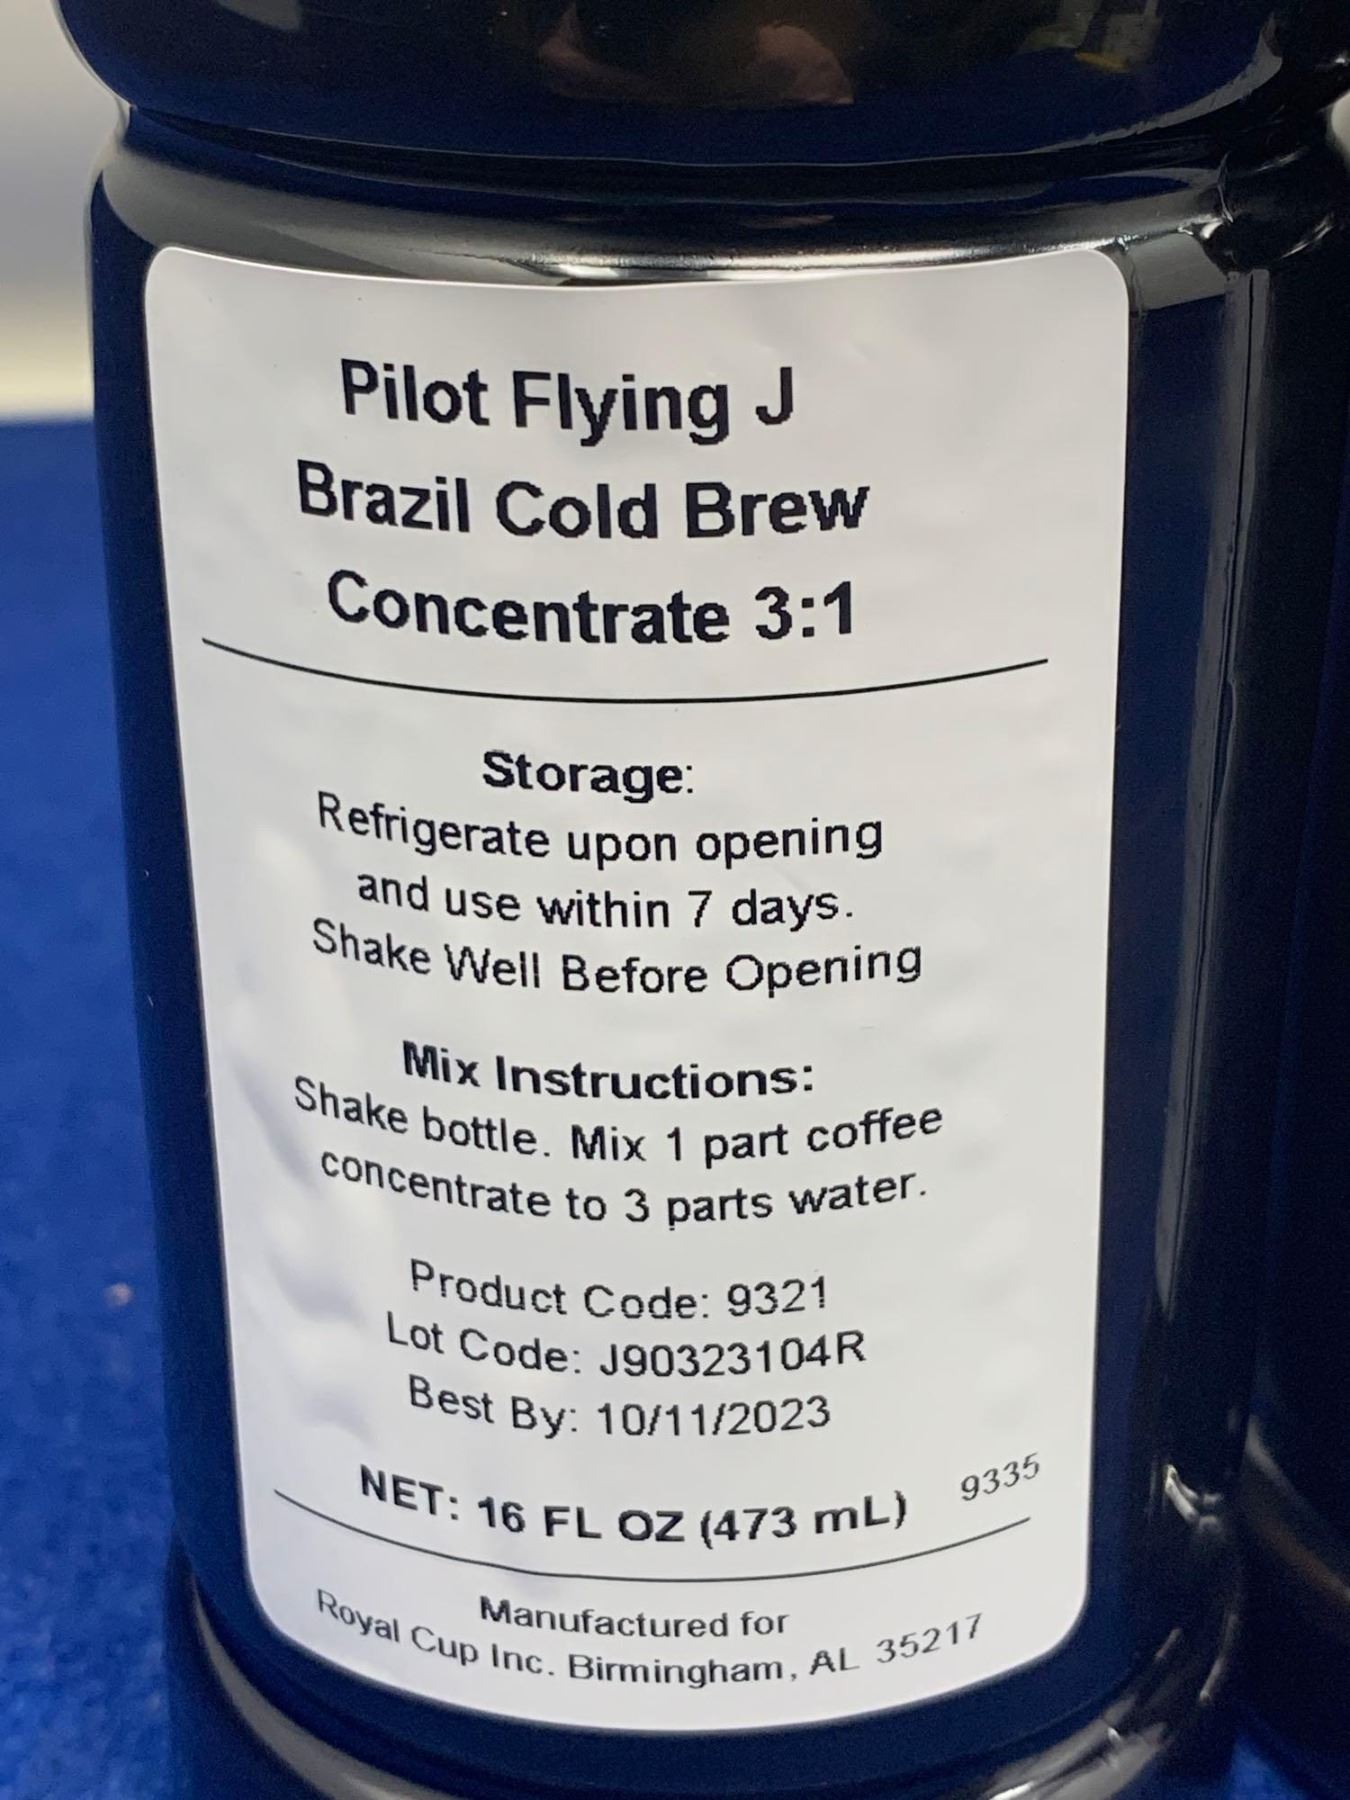 Pilot Flying J
Brazil Cold Brew
Concentrate 3:1
Storage:
Refrigerate upon opening
and use within 7 days.
Shake Well Before Opening
Mix Instructions:
Shake bottle. Mix 1 part coffee
concentrate to 3 parts water.
Product Code: 9321
Lot Code: J90323104R
Best By: 10/11/2023
NET: 16 FL OZ (473 mL)
9335
Manufactured for
Royal Cup Inc. Birmingham, AL 35217